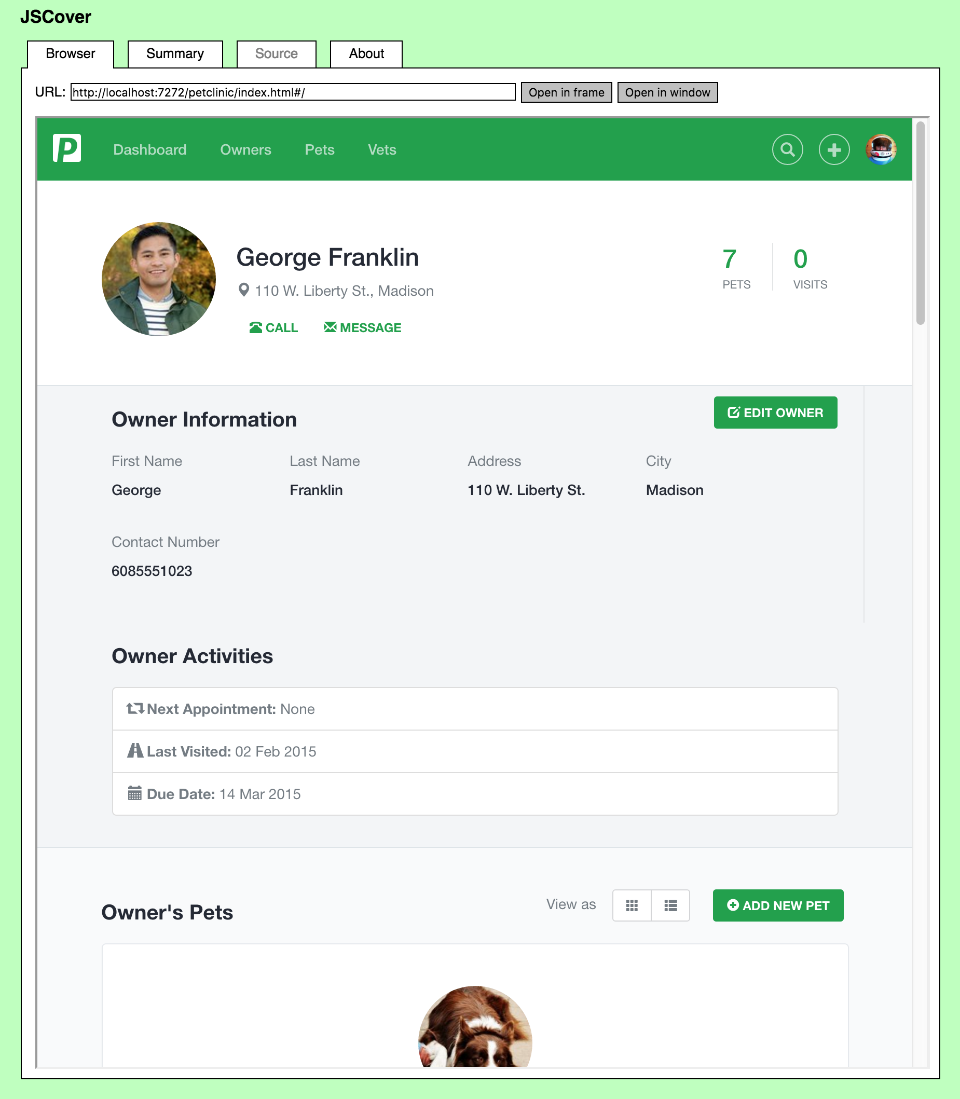 JSCover
Browser Summary Source About
URL: http://localhost:7272/petclinic/index.html#/ Open in frame Open in window
P Dashboard Owners Pets Vets
George Franklin
110 W. Liberty St., Madison
CALL MESSAGE
7 0
PETS VISITS
Owner Information
EDIT OWNER
First Name Last Name Address City
George Franklin 110 W. Liberty St. Madison
Contact Number
6085551023
Owner Activities
Next Appointment: None
Last Visited: 02 Feb 2015
Due Date: 14 Mar 2015
Owner's Pets
View as
ADD NEW PET